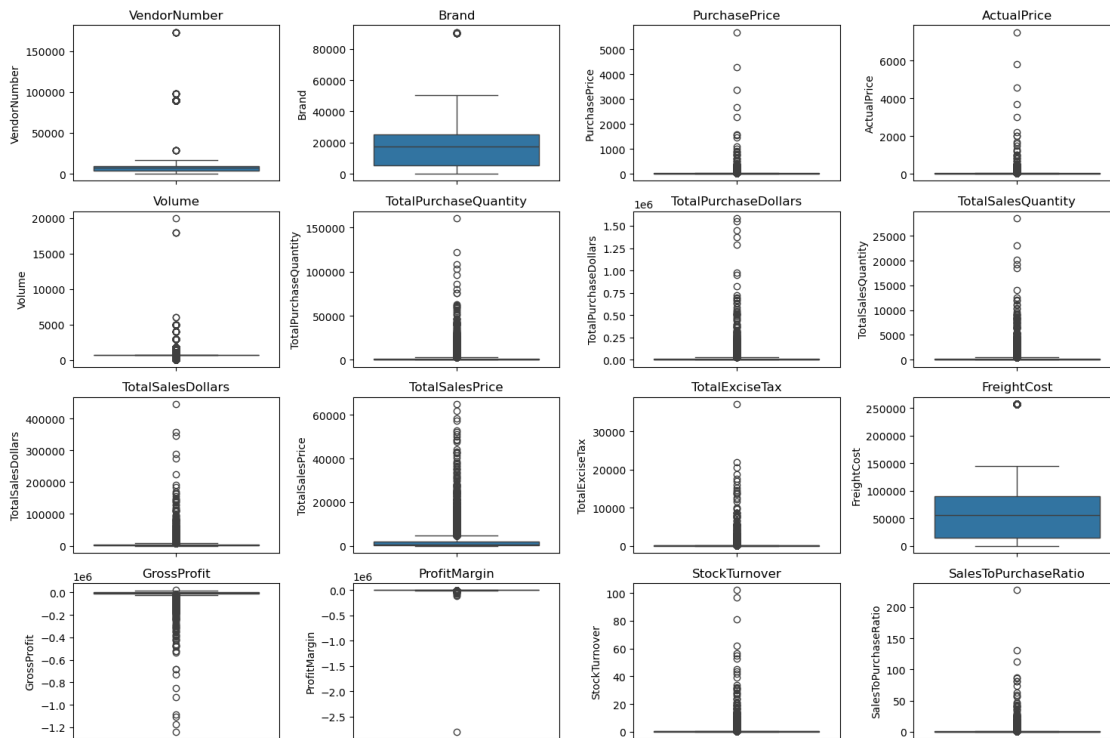 VendorNumber
Brand
PurchasePrice
ActualPrice
VendorNumber
150000
100000
50000
0
Brand
80000
60000
40000
20000
0
PurchasePrice
5000
4000
3000
2000
1000
0
ActualPrice
6000
4000
2000
0
Volume
TotalPurchaseQuantity
1e6
TotalPurchaseDollars
TotalSalesQuantity
Volume
20000
15000
10000
5000
0
TotalPurchaseQuantity
150000
100000
50000
0
TotalPurchaseDollars
1.50
1.25
1.00
0.75
0.50
0.25
0.00
TotalSalesQuantity
25000
20000
15000
10000
5000
0
TotalSalesDollars
TotalSalesPrice
TotalExciseTax
FreightCost
TotalSalesDollars
400000
300000
200000
100000
0
TotalSalesPrice
60000
40000
20000
0
TotalExciseTax
30000
20000
10000
0
FreightCost
250000
200000
150000
100000
50000
0
1e6
GrossProfit
1e6
ProfitMargin
StockTurnover
SalesToPurchaseRatio
GrossProfit
0.0
−0.2
−0.4
−0.6
−0.8
−1.0
−1.2
ProfitMargin
0.0
−0.5
−1.0
−1.5
−2.0
−2.5
StockTurnover
100
80
60
40
20
0
SalesToPurchaseRatio
200
150
100
50
0